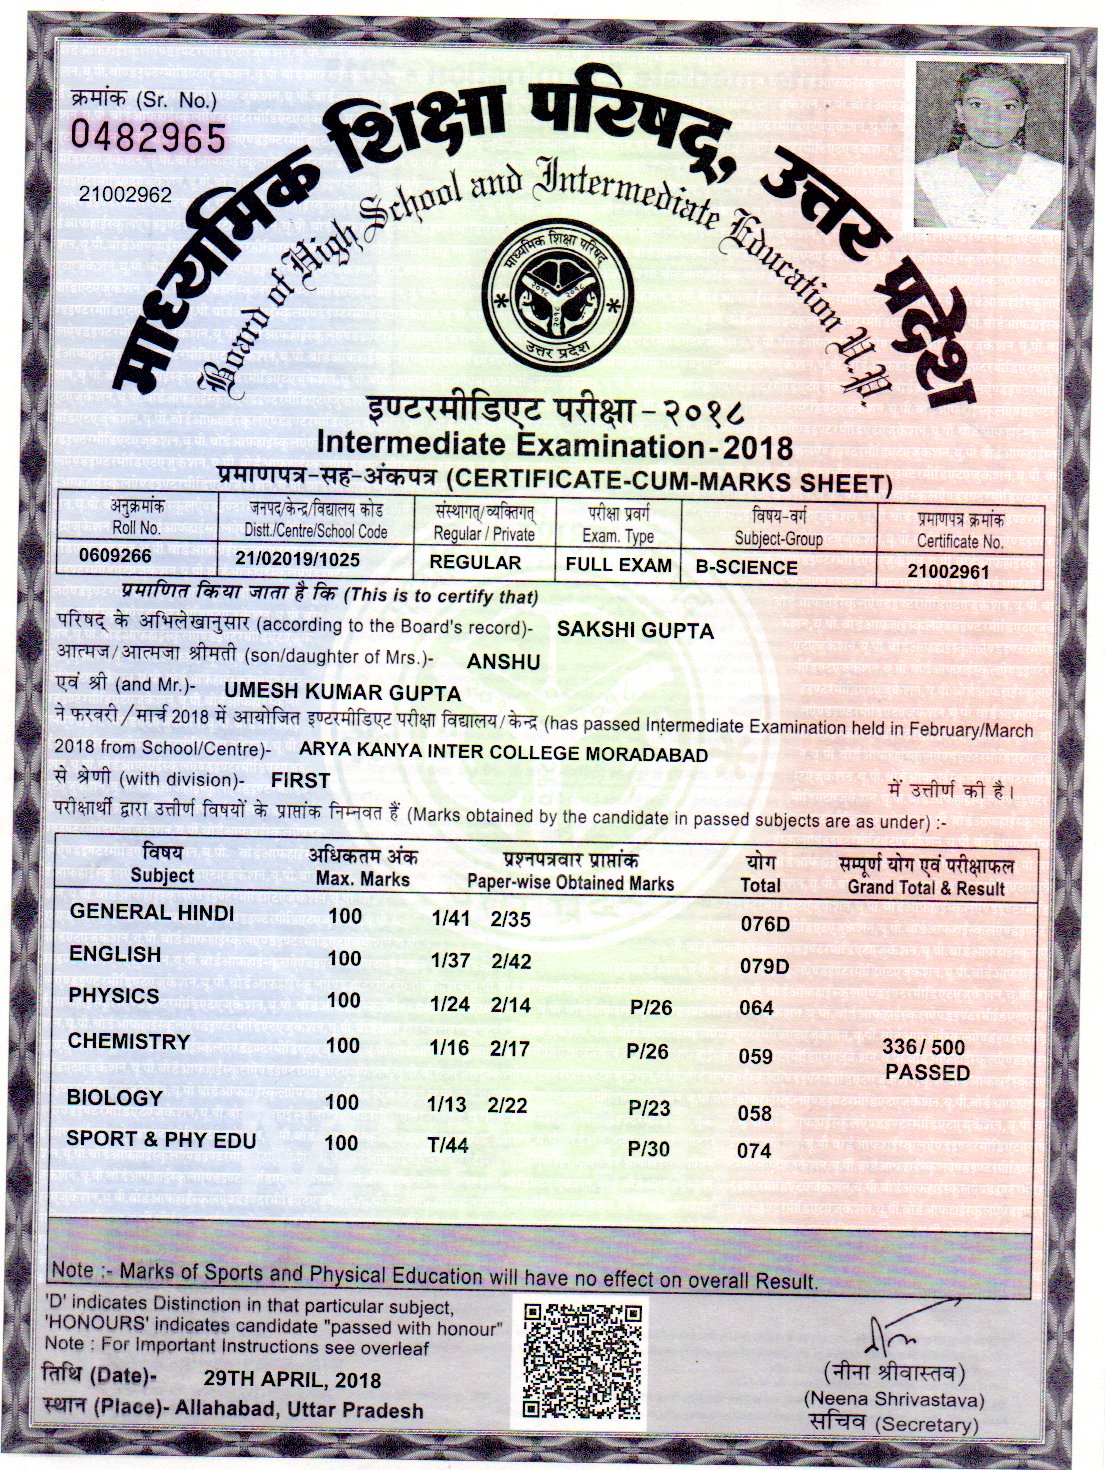 क्रमांक (Sr. No.)
0482965
21002962
माध्यमिक शिक्षा परिषद्, उत्तर प्रदेश
Board of High School and Intermediate Education U.P.
माध्यमिक शिक्षा परिषद्
२०१८ २०१८
२०१८
उत्तर प्रदेश
इण्टरमीडिएट परीक्षा - २०१८
Intermediate Examination-2018
प्रमाणपत्र-सह-अंकपत्र (CERTIFICATE-CUM-MARKS SHEET)
अनुक्रमांक जनपद/केन्द्र/विद्यालय कोड संस्थागत्/व्यक्तिगत् परीक्षा प्रवर्ग विषय-वर्ग प्रमाणपत्र क्रमांक
Roll No. Distt./Centre/School Code Regular / Private Exam. Type Subject-Group Certificate No.
0609266 21/02019/1025 REGULAR FULL EXAM B-SCIENCE 21002961
प्रमाणित किया जाता है कि (This is to certify that)
परिषद् के अभिलेखानुसार (according to the Board's record)- SAKSHI GUPTA
आत्मज/आत्मजा श्रीमती (son/daughter of Mrs.)- ANSHU
एवं श्री (and Mr.)- UMESH KUMAR GUPTA
ने फरवरी/मार्च 2018 में आयोजित इण्टरमीडिएट परीक्षा विद्यालय/केन्द्र (has passed Intermediate Examination held in February/March
2018 from School/Centre)- ARYA KANYA INTER COLLEGE MORADABAD
से श्रेणी (with division)- FIRST में उत्तीर्ण की है।
परीक्षार्थी द्वारा उत्तीर्ण विषयों के प्राप्तांक निम्नवत हैं (Marks obtained by the candidate in passed subjects are as under) :-
विषय अधिकतम अंक प्रश्नपत्रवार प्राप्तांक योग सम्पूर्ण योग एवं परीक्षाफल
Subject Max. Marks Paper-wise Obtained Marks Total Grand Total & Result
GENERAL HINDI 100 1/41 2/35 076D
ENGLISH 100 1/37 2/42 079D
PHYSICS 100 1/24 2/14 P/26 064
CHEMISTRY 100 1/16 2/17 P/26 059 336/ 500
PASSED
BIOLOGY 100 1/13 2/22 P/23 058
SPORT & PHY EDU 100 T/44 P/30 074
Note :- Marks of Sports and Physical Education will have no effect on overall Result.
'D' indicates Distinction in that particular subject,
'HONOURS' indicates candidate "passed with honour"
Note : For Important Instructions see overleaf
तिथि (Date)- 29TH APRIL, 2018
स्थान (Place)- Allahabad, Uttar Pradesh
(नीना श्रीवास्तव)
(Neena Shrivastava)
सचिव (Secretary)